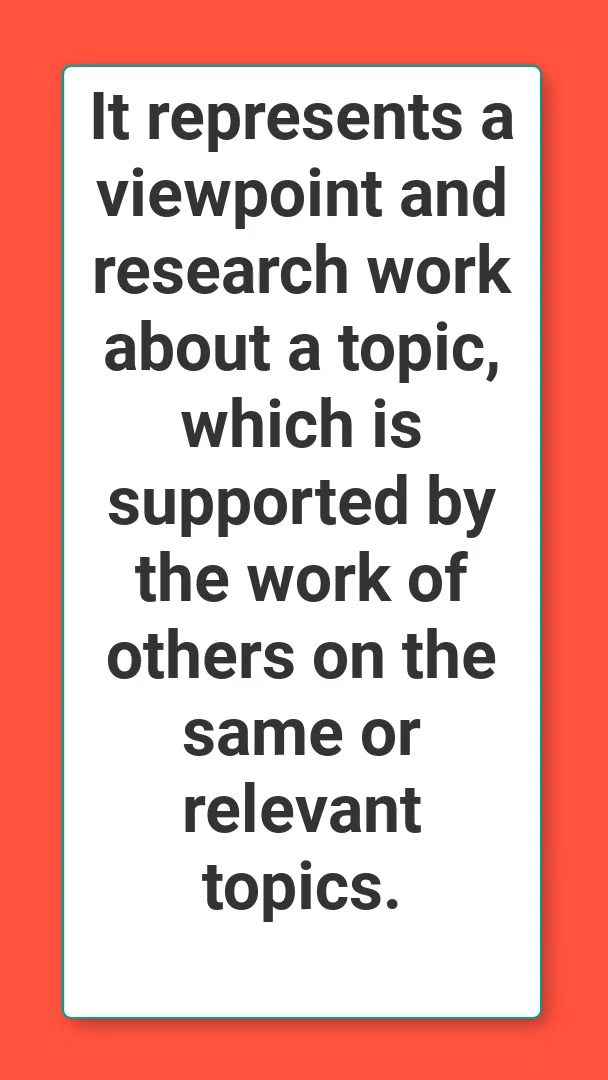 It represents a
viewpoint and
research work
about a topic,
which is
supported by
the work of
others on the
same or
relevant
topics.